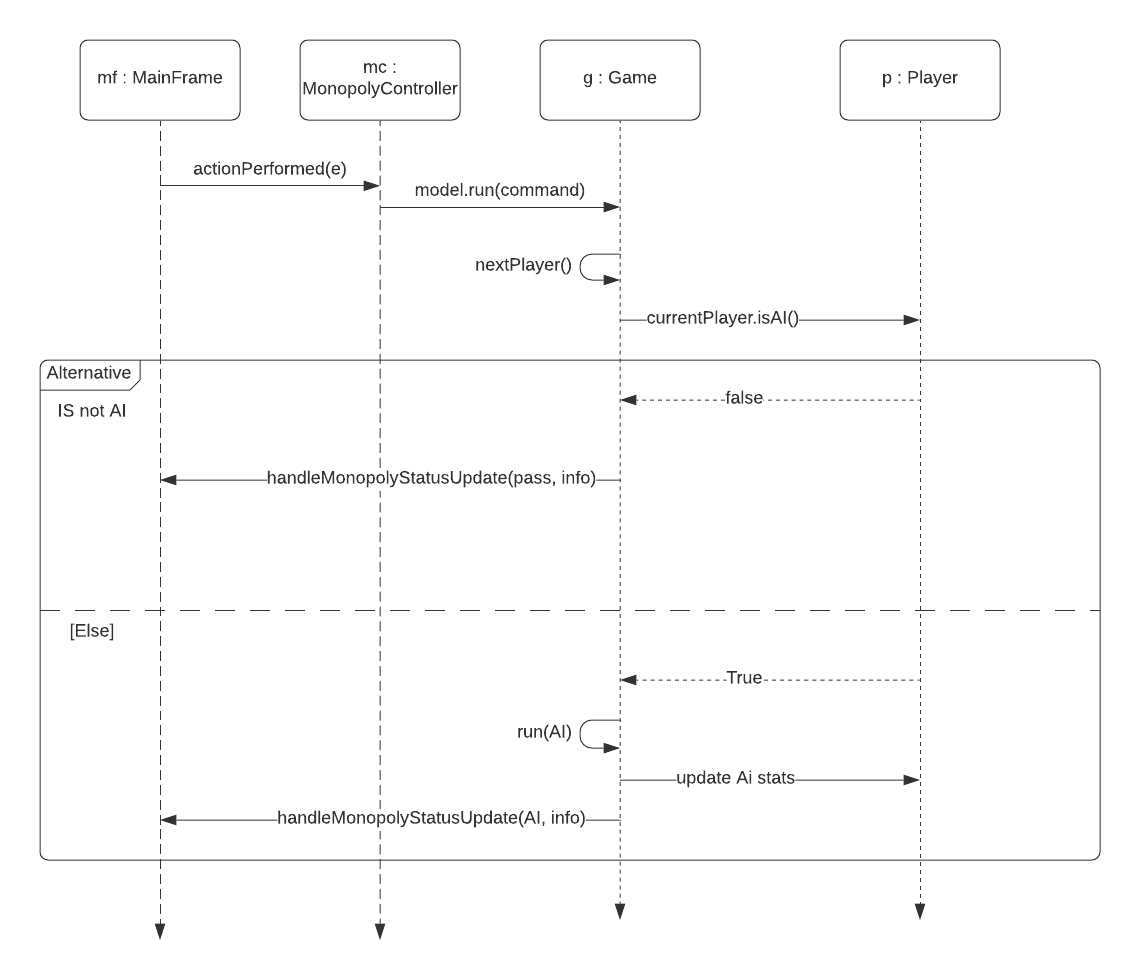 mf : MainFrame
mc :
MonopolyController
g : Game
p : Player
actionPerformed(e)
model.run(command)
nextPlayer()
currentPlayer.isAI()
Alternative
IS not AI
false
handleMonopolyStatusUpdate(pass, info)
[Else]
True
run(AI)
update Ai stats
handleMonopolyStatusUpdate(AI, info)